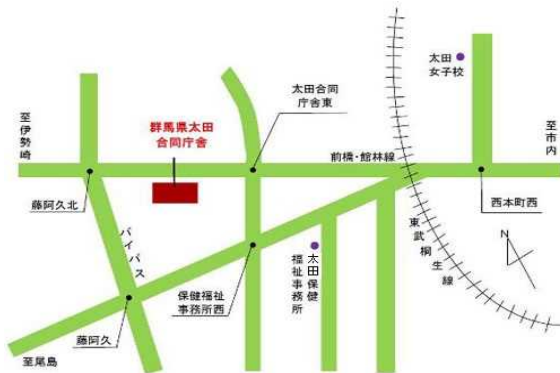 太田
女子校
太田合同
庁舎東
至伊勢崎
群馬県太田
合同庁舎
至市内
前橋・館林線
藤阿久北
西本町西
バイパス
東武桐生線
N
太田保健
福祉事務所
保健福祉
事務所西
藤阿久
至尾島